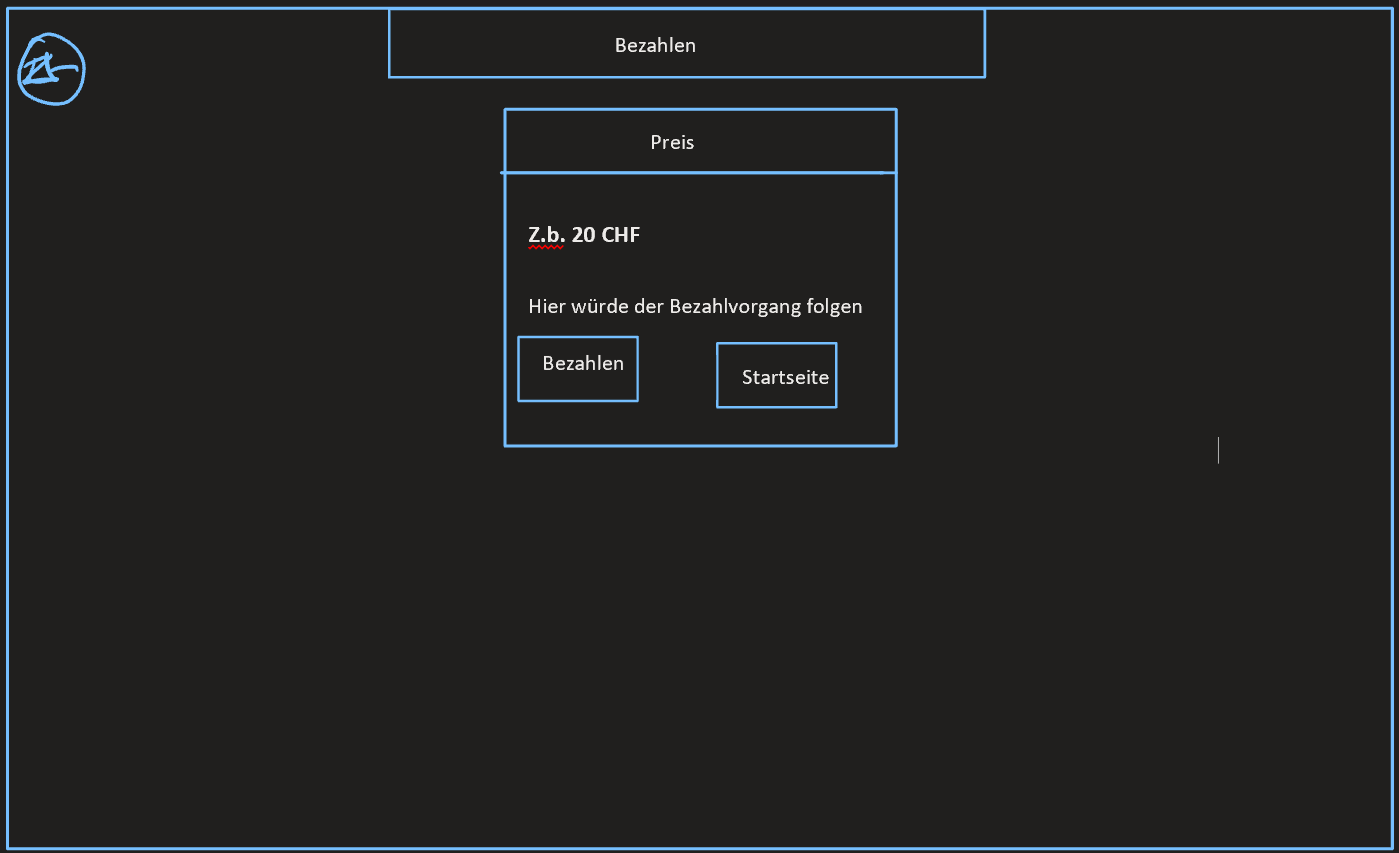 Bezahlen
Preis
Z.b. 20 CHF
Hier würde der Bezahlvorgang folgen
Bezahlen
Startseite